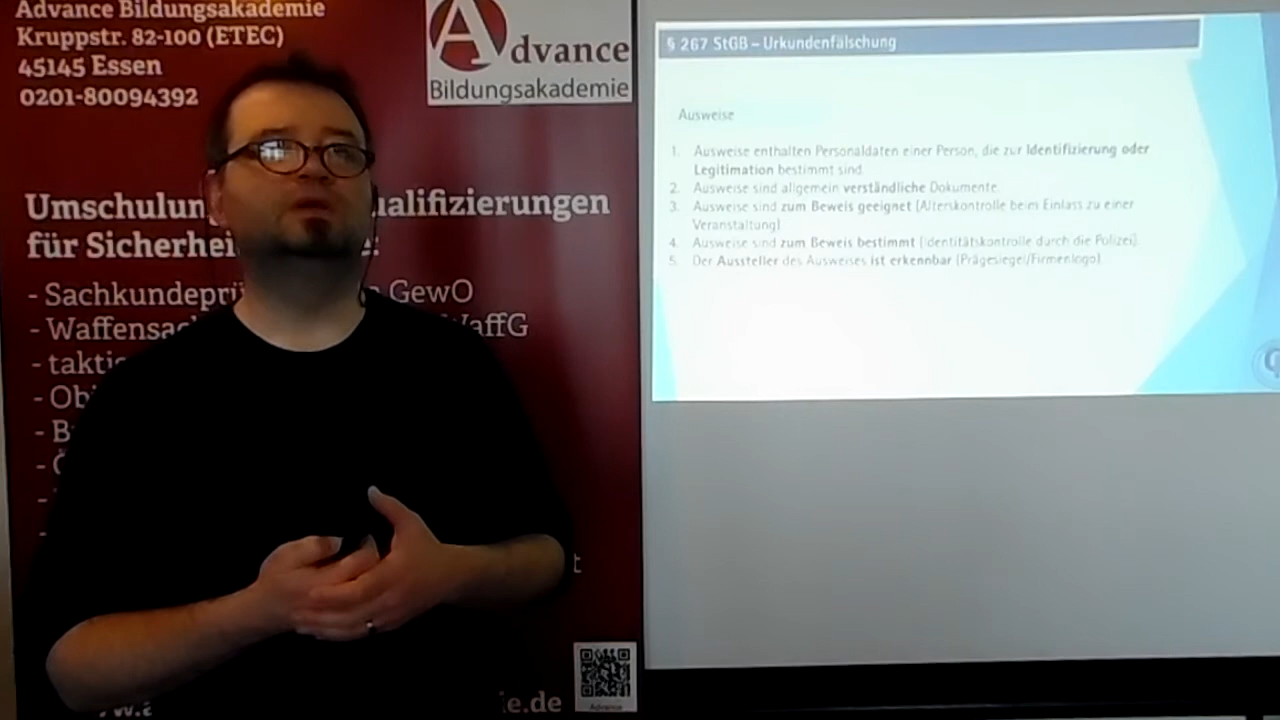 Advance Bildungsakademie
Kruppstr. 82-100 (ETEC)
45145 Essen
0201-80094392
Advance
Bildungsakademie
Umschulun ualifizierungen
für Sicherhei e:
- Sachkundeprü GewO
- Waffensac WaffG
- takti
- Ob
- B
- Ö
-
-
t
ie.de
Advance
§ 267 StGB – Urkundenfälschung
Ausweise
1. Ausweise enthalten Personaldaten einer Person, die zur Identifizierung oder
Legitimation bestimmt sind.
2. Ausweise sind allgemein verständliche Dokumente.
3. Ausweise sind zum Beweis geeignet (Alterskontrolle beim Einlass zu einer
Veranstaltung)
4. Ausweise sind zum Beweis bestimmt (Identitätskontrolle durch die Polizei).
5. Der Aussteller des Ausweises ist erkennbar (Prägesiegel/Firmenlogo)